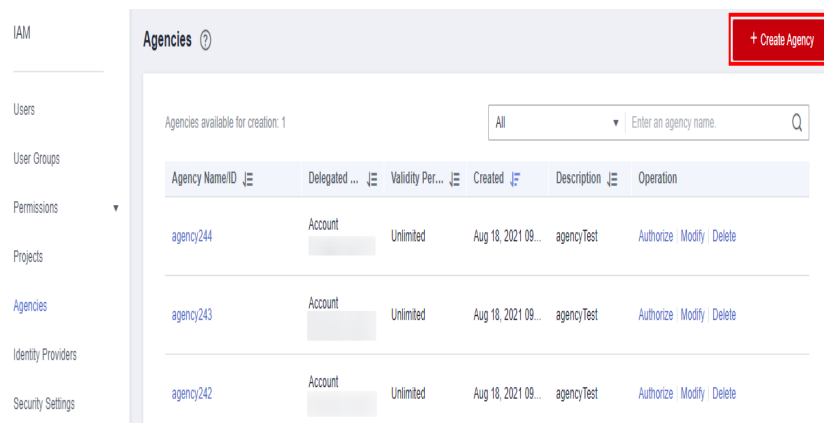 IAM
Users
User Groups
Permissions
Projects
Agencies
Identity Providers
Security Settings
Agencies ?
+ Create Agency
Agencies available for creation: 1
All
Enter an agency name.
Agency Name/ID Delegated ... Validity Per... Created Description Operation
agency244 Account Unlimited Aug 18, 2021 09... agencyTest Authorize | Modify | Delete
agency243 Account Unlimited Aug 18, 2021 09... agencyTest Authorize | Modify | Delete
agency242 Account Unlimited Aug 18, 2021 09... agencyTest Authorize | Modify | Delete